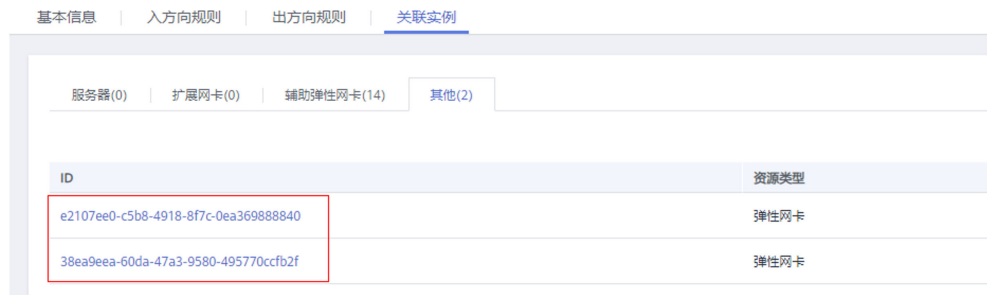 基本信息 入方向规则 出方向规则 关联实例
服务器(0) 扩展网卡(0) 辅助弹性网卡(14) 其他(2)
ID 资源类型
e2107ee0-c5b8-4918-8f7c-0ea369888840 弹性网卡
38ea9eea-60da-47a3-9580-495770ccfb2f 弹性网卡